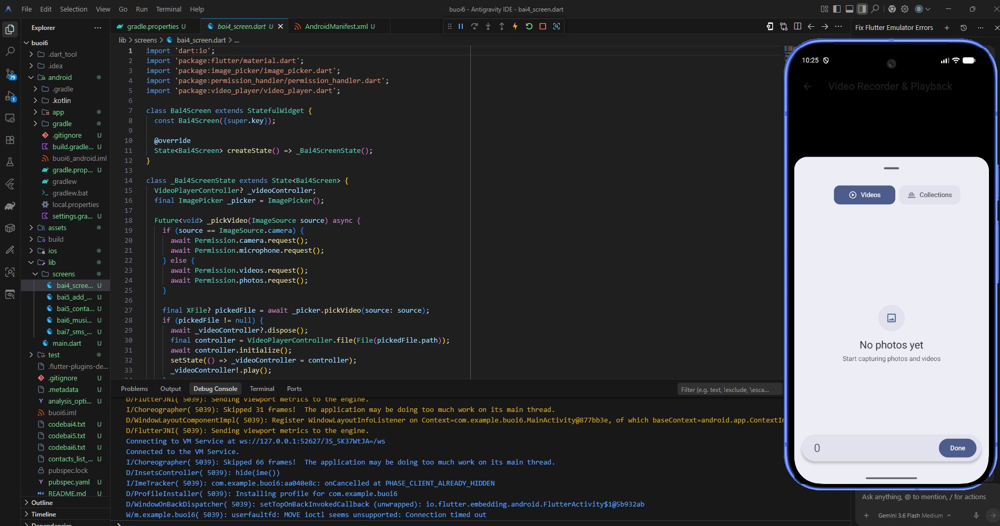 File Edit Selection View Go Run Terminal Help
buoi6 - Antigravity IDE - bai4_screen.dart
D
Explorer
gradle.properties U
bai4_screen.dart U
AndroidManifest.xml U
Fix Flutter Emulator Errors
lib > screens > bai4_screen.dart > ...
buoi6
.dart_tool
.idea
android
.gradle
.kotlin
app
gradle
.gitignore U
build.gradle... U
buoi6_android.iml
gradle.prop... U
gradlew
gradlew.bat
local.properties
settings.gra... U
assets
build
ios
lib
screens
bai4_scree... U
bai5_add_... U
bai5_conta... U
bai6_musi... U
bai7_sms_... U
main.dart U
test
.flutter-plugins-de...
.gitignore U
.metadata U
analysis_opti... U
buoi6.iml
codebai4.txt U
codebai5.txt U
codebai6.txt U
contacts_list_... U
pubspec.lock
pubspec.yaml U
README.md U
Outline
Timeline
Dependencies
79
1
1 import 'dart:io';
2 import 'package:flutter/material.dart';
3 import 'package:image_picker/image_picker.dart';
4 import 'package:permission_handler/permission_handler.dart';
5 import 'package:video_player/video_player.dart';
6
7 class Bai4Screen extends StatefulWidget {
8 const Bai4Screen({super.key});
9
10 @override
11 State<Bai4Screen> createState() => _Bai4ScreenState();
12 }
13
14 class _Bai4ScreenState extends State<Bai4Screen> {
15 VideoPlayerController? _videoController;
16 final ImagePicker _picker = ImagePicker();
17
18 Future<void> _pickVideo(ImageSource source) async {
19 if (source == ImageSource.camera) {
20 await Permission.camera.request();
21 await Permission.microphone.request();
22 } else {
23 await Permission.videos.request();
24 await Permission.photos.request();
25 }
26
27 final XFile? pickedFile = await _picker.pickVideo(source: source);
28 if (pickedFile != null) {
29 await _videoController?.dispose();
30 final controller = VideoPlayerController.file(File(pickedFile.path));
31 await controller.initialize();
32 setState(() => _videoController = controller);
33 _videoController!.play();
Problems Output Debug Console Terminal Ports
Filter (e.g. text, !exclude, \esca...
D/FlutterJNI( 5039): Sending viewport metrics to the engine.
I/Choreographer( 5039): Skipped 31 frames!  The application may be doing too much work on its main thread.
D/WindowLayoutComponentImpl( 5039): Register WindowLayoutInfoListener on Context=com.example.buoi6.MainActivity@877bb3e, of which baseContext=android.app.ContextIm
D/FlutterJNI( 5039): Sending viewport metrics to the engine.
Connecting to VM Service at ws://127.0.0.1:52627/3S_5K37WtJA=/ws
Connected to the VM Service.
I/Choreographer( 5039): Skipped 66 frames!  The application may be doing too much work on its main thread.
D/InsetsController( 5039): hide(ime())
I/ImeTracker( 5039): com.example.buoi6:aa040e8c: onCancelled at PHASE_CLIENT_ALREADY_HIDDEN
D/ProfileInstaller( 5039): Installing profile for com.example.buoi6
D/WindowOnBackDispatcher( 5039): setTopOnBackInvokedCallback (unwrapped): io.flutter.embedding.android.FlutterActivity$1@5b932ab
W/m.example.buoi6( 5039): userfaultfd: MOVE ioctl seems unsupported: Connection timed out
10:25
Video Recorder & Playback
Videos
Collections
No photos yet
Start capturing photos and videos
0
Done
Ask anything, @ to mention, / for actions
Gemini 3.6 Flash Medium